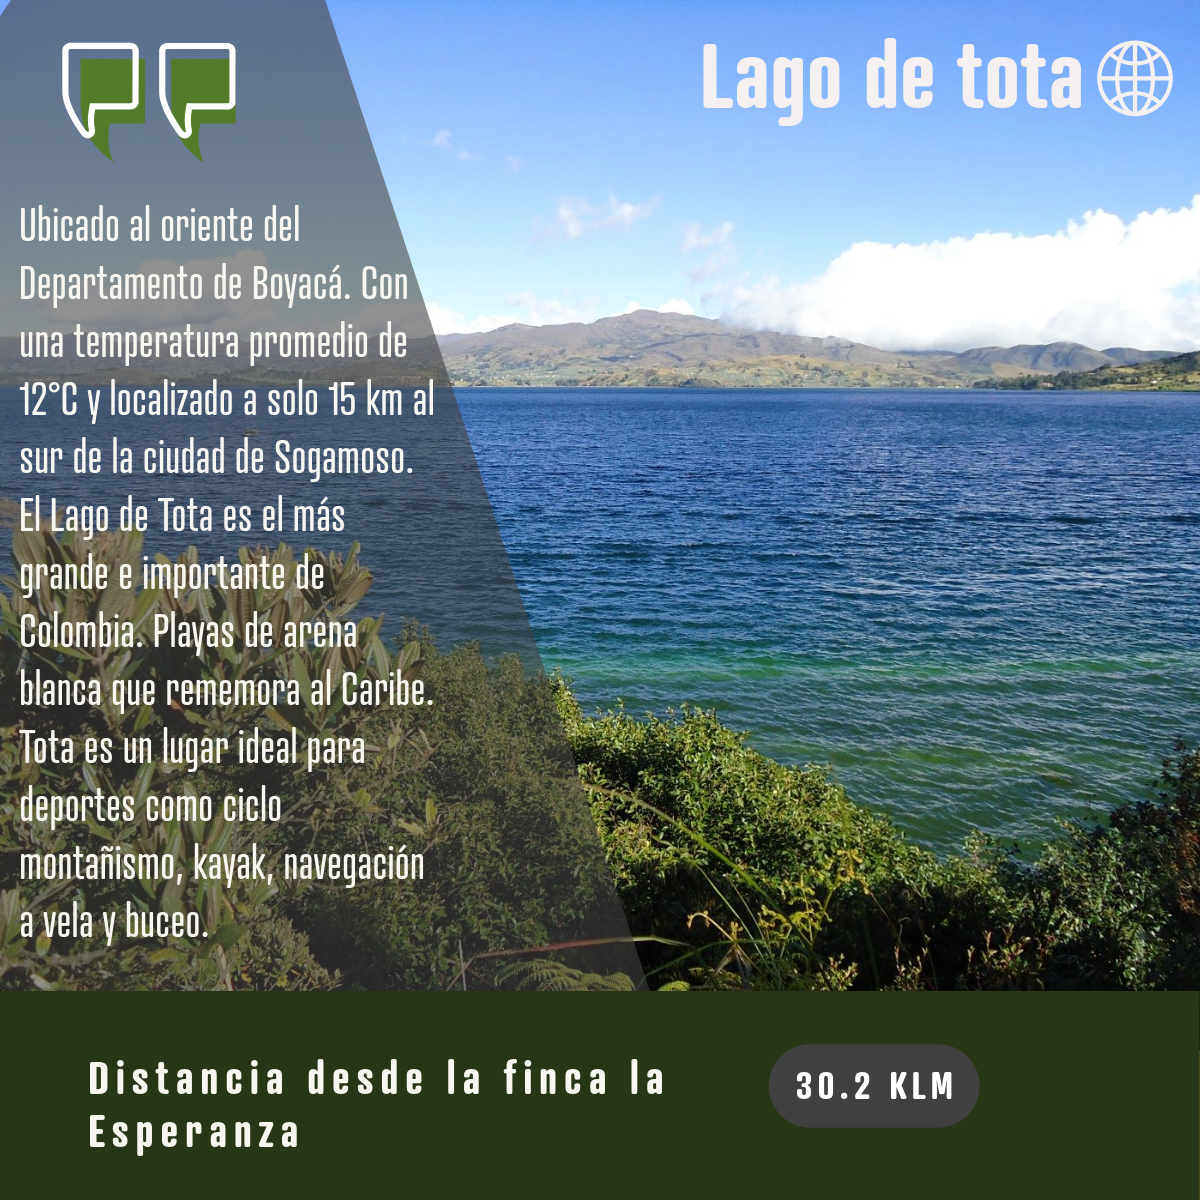 Lago de tota
Ubicado al oriente del
Departamento de Boyacá. Con
una temperatura promedio de
12°C y localizado a solo 15 km al
sur de la ciudad de Sogamoso.
El Lago de Tota es el más
grande e importante de
Colombia. Playas de arena
blanca que rememora al Caribe.
Tota es un lugar ideal para
deportes como ciclo
montañismo, kayak, navegación
a vela y buceo.
Distancia desde la finca la
Esperanza
30.2 KLM